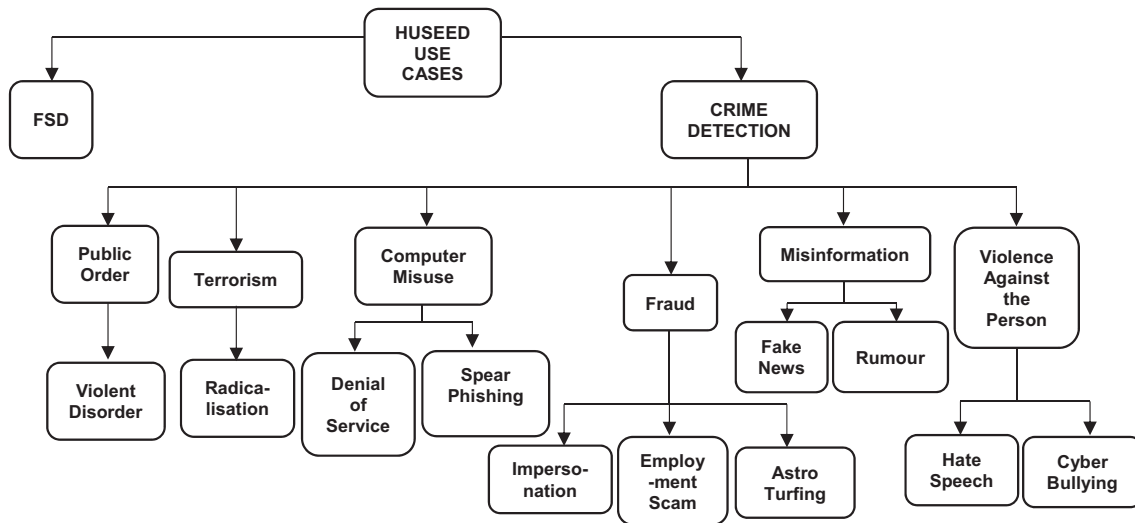 HUSEED
USE
CASES
FSD
CRIME
DETECTION
Public
Order
Terrorism
Computer
Misuse
Fraud
Misinformation
Violence
Against
the
Person
Violent
Disorder
Radica-
lisation
Denial
of
Service
Spear
Phishing
Fake
News
Rumour
Imperso-
nation
Employ
-ment
Scam
Astro
Turfing
Hate
Speech
Cyber
Bullying